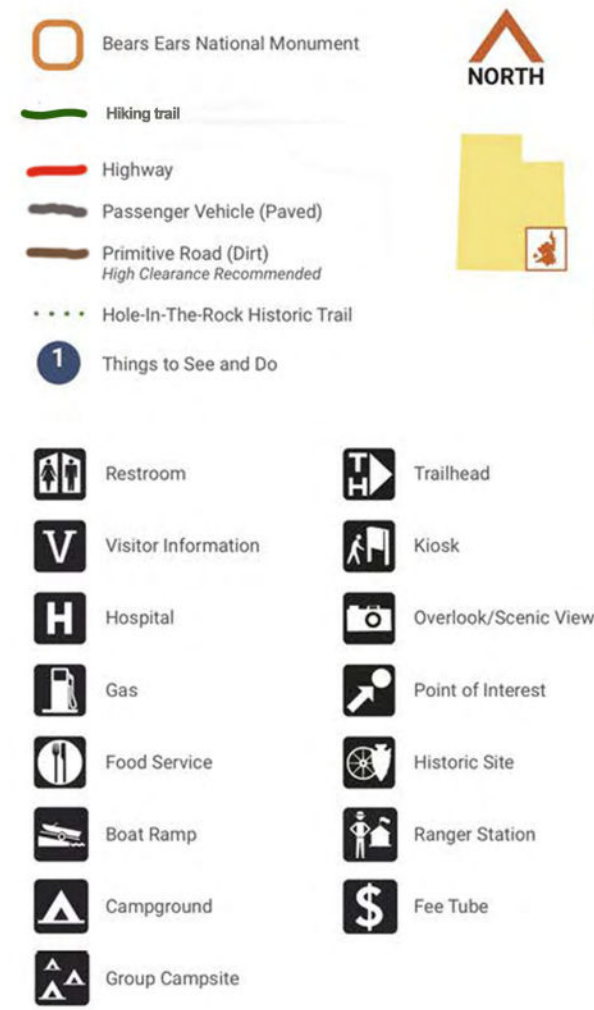 Bears Ears National Monument
NORTH
Hiking trail
Highway
Passenger Vehicle (Paved)
Primitive Road (Dirt)
High Clearance Recommended
Hole-In-The-Rock Historic Trail
1
Things to See and Do
Restroom
T
H
Trailhead
V
Visitor Information
Kiosk
H
Hospital
Overlook/Scenic View
Gas
Point of Interest
Food Service
Historic Site
Boat Ramp
Ranger Station
Campground
$
Fee Tube
Group Campsite